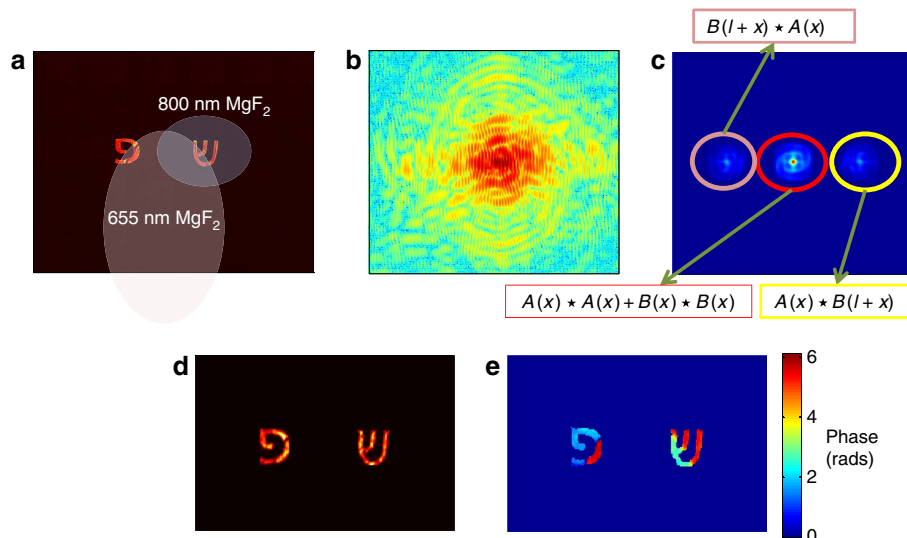 B(l + x) ⋆ A(x)
a
b
c
800 nm MgF₂
פ ש
655 nm MgF₂
A(x) ⋆ A(x) + B(x) ⋆ B(x)
A(x) ⋆ B(l + x)
d
e
פ ש
פ ש
6
4
Phase
(rads)
2
0